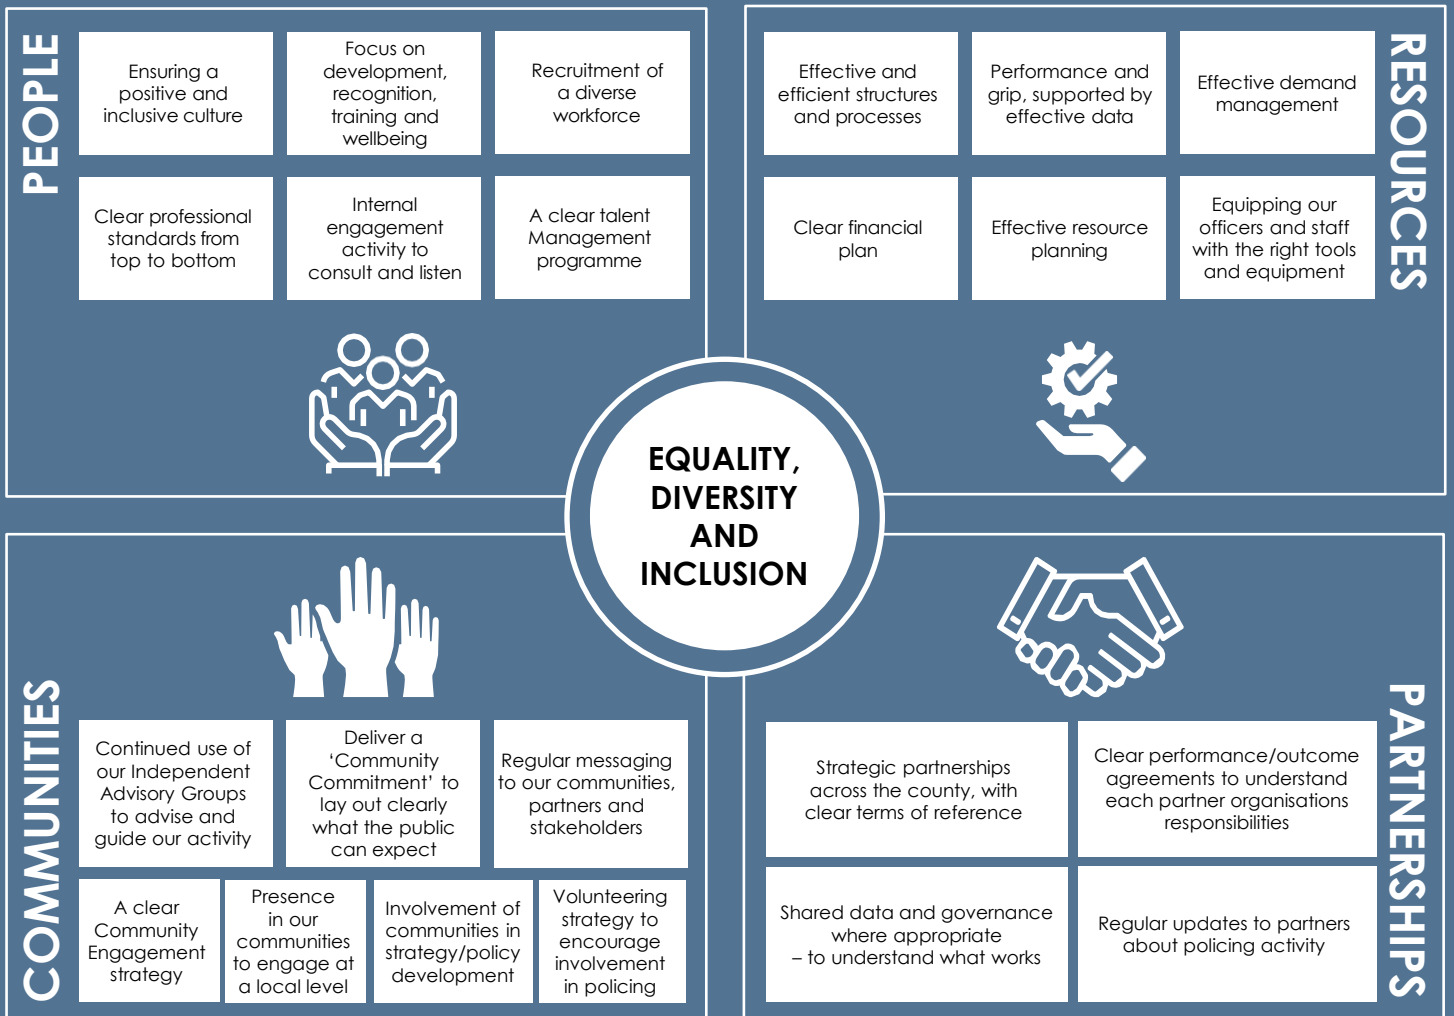 PEOPLE
Ensuring a
positive and
inclusive culture
Focus on
development,
recognition,
training and
wellbeing
Recruitment of
a diverse
workforce
Clear professional
standards from
top to bottom
Internal
engagement
activity to
consult and listen
A clear talent
Management
programme
RESOURCES
Effective and
efficient structures
and processes
Performance and
grip, supported by
effective data
Effective demand
management
Clear financial
plan
Effective resource
planning
Equipping our
officers and staff
with the right tools
and equipment
EQUALITY,
DIVERSITY
AND
INCLUSION
COMMUNITIES
Continued use of
our Independent
Advisory Groups
to advise and
guide our activity
Deliver a
‘Community
Commitment’ to
lay out clearly
what the public
can expect
Regular messaging
to our communities,
partners and
stakeholders
A clear
Community
Engagement
strategy
Presence
in our
communities
to engage at
a local level
Involvement of
communities in
strategy/policy
development
Volunteering
strategy to
encourage
involvement
in policing
PARTNERSHIPS
Strategic partnerships
across the county, with
clear terms of reference
Clear performance/outcome
agreements to understand
each partner organisations
responsibilities
Shared data and governance
where appropriate
– to understand what works
Regular updates to partners
about policing activity